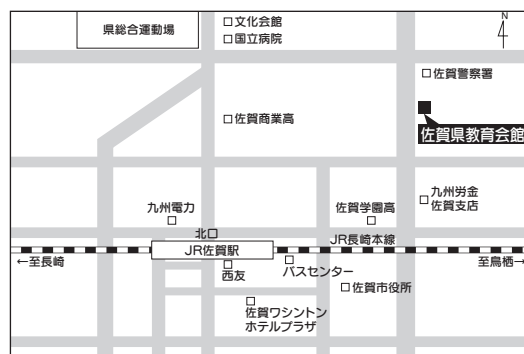 県総合運動場
文化会館
国立病院
N
佐賀警察署
佐賀商業高
佐賀県教育会館
九州労金
佐賀支店
九州電力
佐賀学園高
北口
JR長崎本線
JR佐賀駅
←至長崎
西友
バスセンター
至鳥栖→
佐賀市役所
佐賀ワシントン
ホテルプラザ